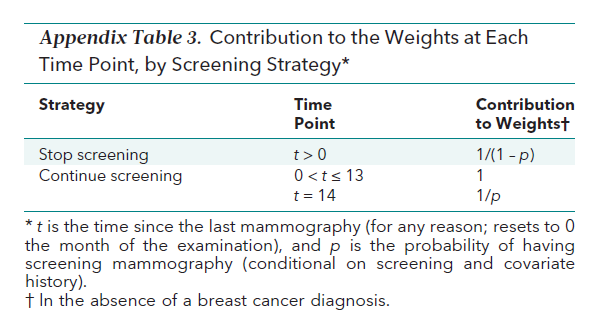 Appendix Table 3. Contribution to the Weights at Each
Time Point, by Screening Strategy*
Strategy Time Point Contribution to Weights†
Stop screening t > 0 1/(1 – p)
Continue screening 0 < t ≤ 13 1
t = 14 1/p
* t is the time since the last mammography (for any reason; resets to 0
the month of the examination), and p is the probability of having
screening mammography (conditional on screening and covariate
history).
† In the absence of a breast cancer diagnosis.